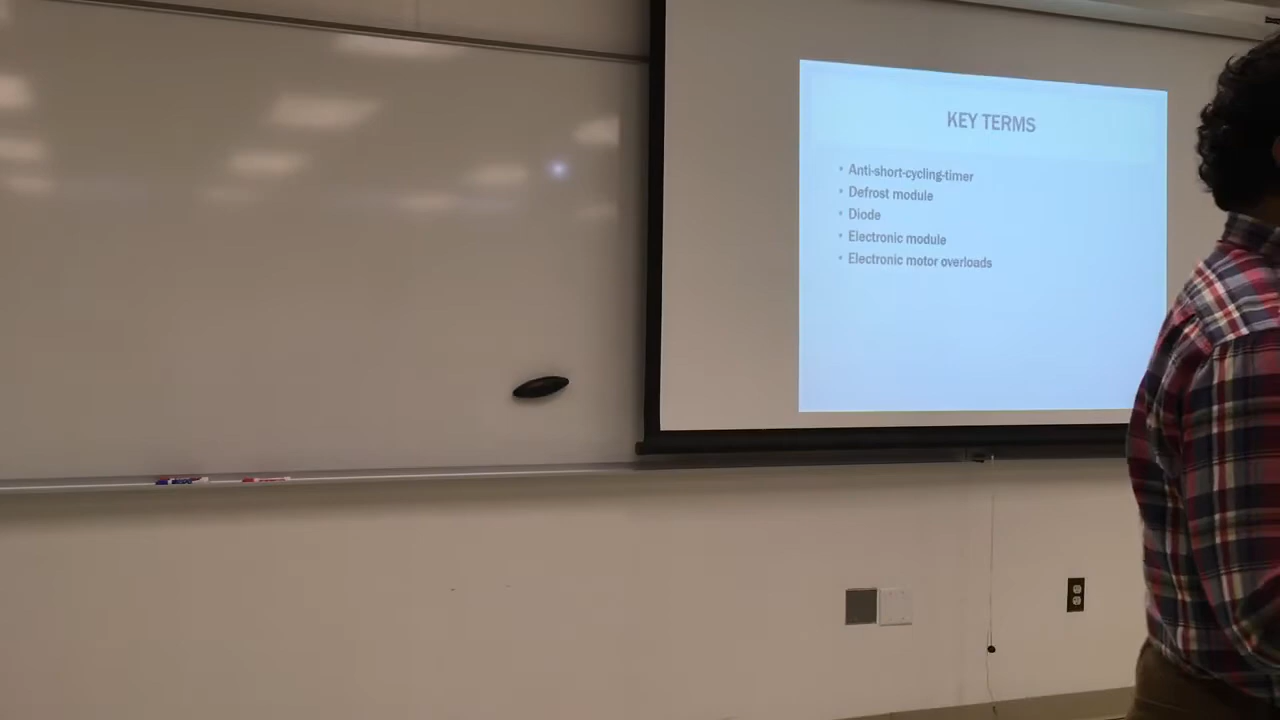 KEY TERMS
• Anti-short-cycling-timer
• Defrost module
• Diode
• Electronic module
• Electronic motor overloads